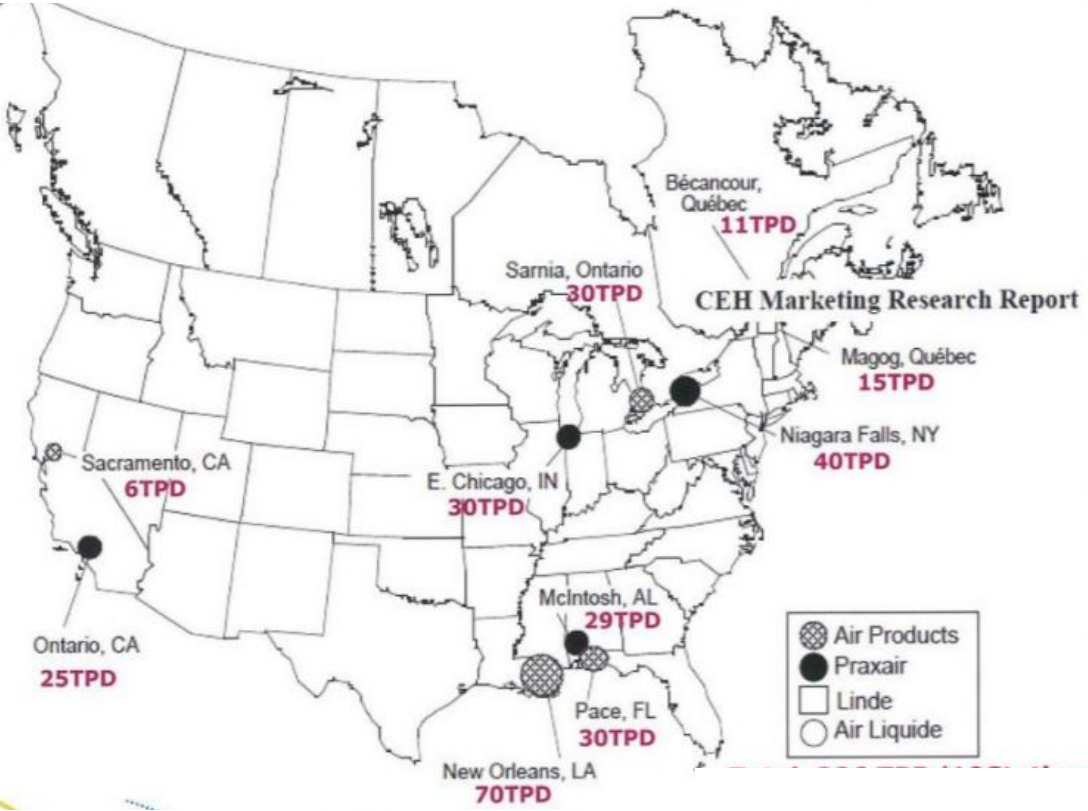 Bécancour,
Québec
11TPD
Sarnia, Ontario
30TPD
CEH Marketing Research Report
Magog, Québec
15TPD
Niagara Falls, NY
40TPD
Sacramento, CA
6TPD
E. Chicago, IN
30TPD
McIntosh, AL
29TPD
Ontario, CA
25TPD
Pace, FL
30TPD
New Orleans, LA
70TPD
Air Products
Praxair
Linde
Air Liquide